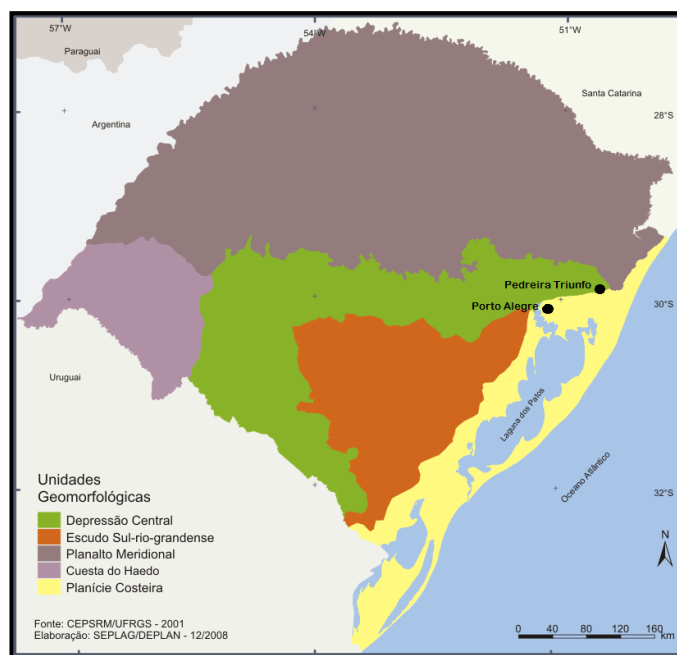 57°W
54°W
51°W
Paraguai
Santa Catarina
28°S
Argentina
Pedreira Triunfo
Porto Alegre
30°S
Uruguai
Laguna dos Patos
Oceano Atlântico
32°S
Unidades
Geomorfológicas
Depressão Central
Escudo Sul-rio-grandense
Planalto Meridional
Cuesta do Haedo
Planície Costeira
N
Fonte: CEPSRM/UFRGS - 2001
Elaboração: SEPLAG/DEPLAN - 12/2008
0 40 80 120 160
km